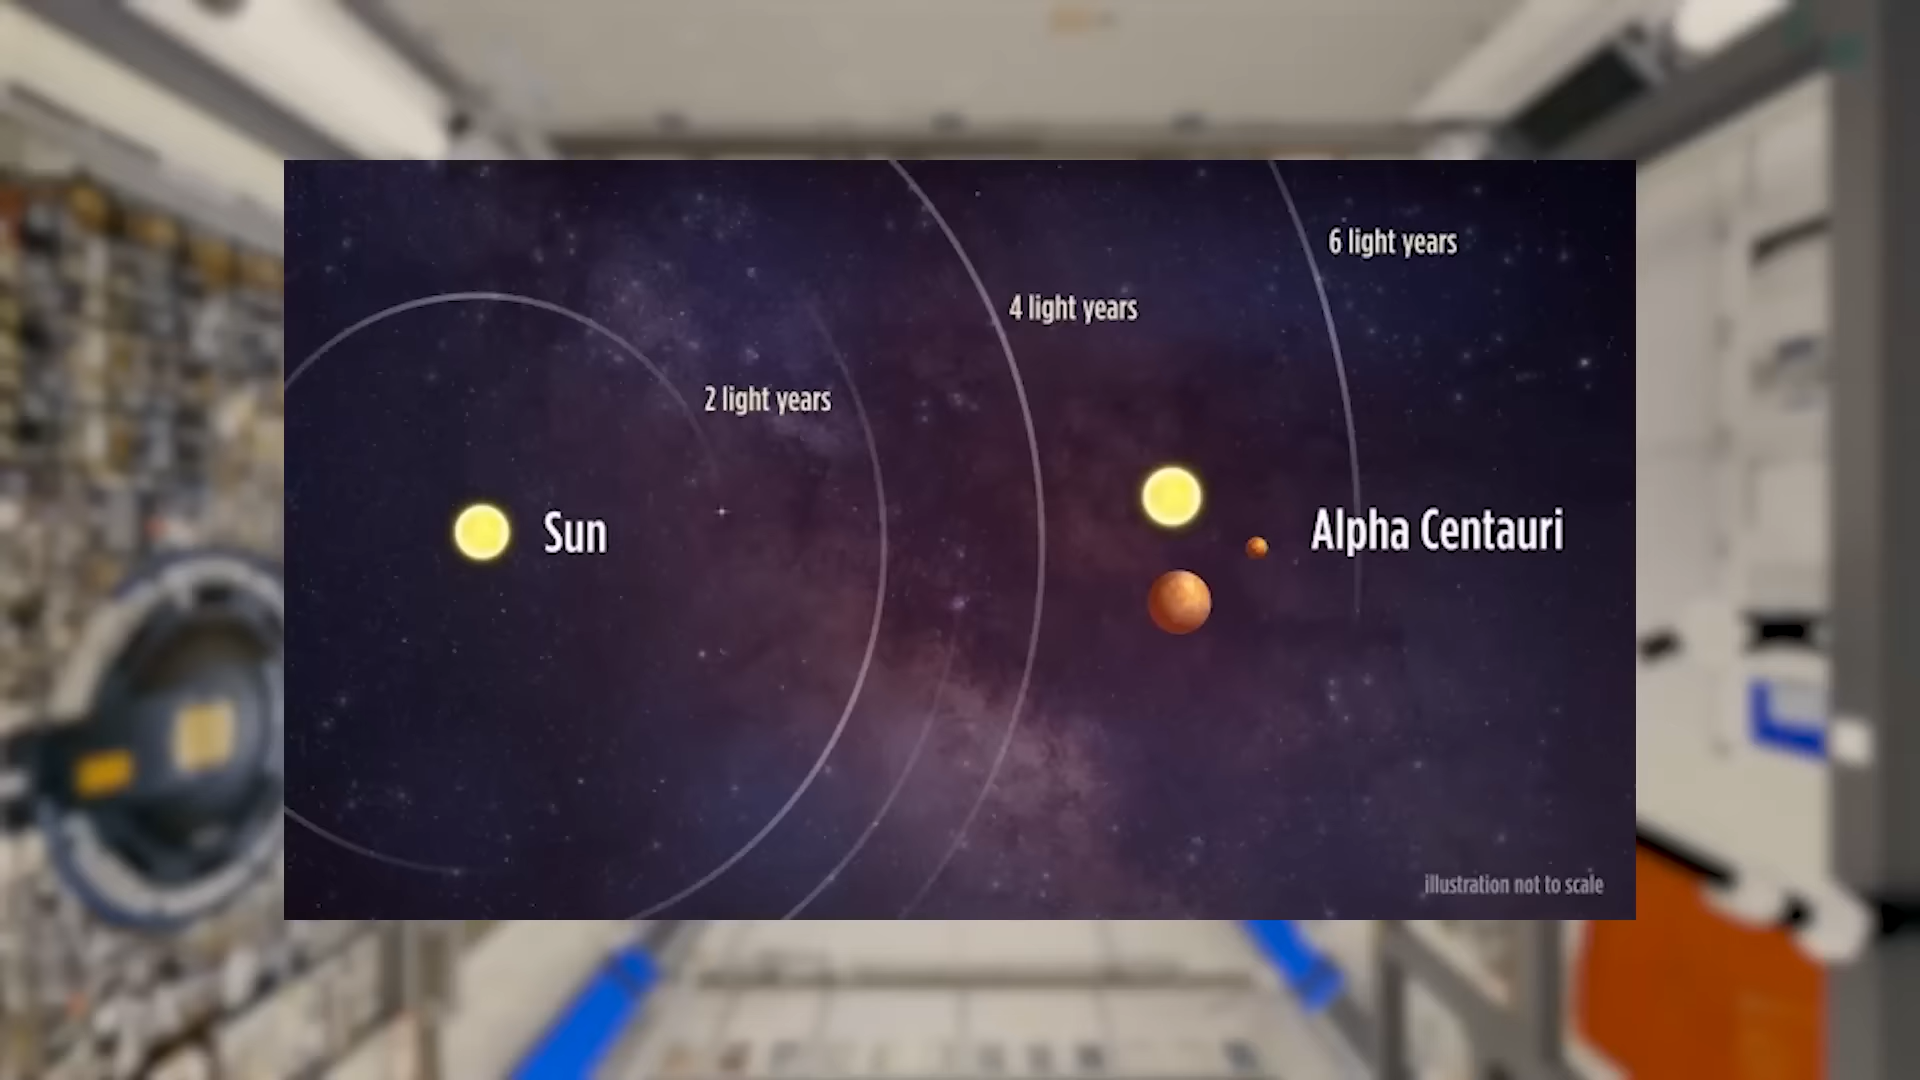 6 light years
4 light years
2 light years
Sun
Alpha Centauri
illustration not to scale